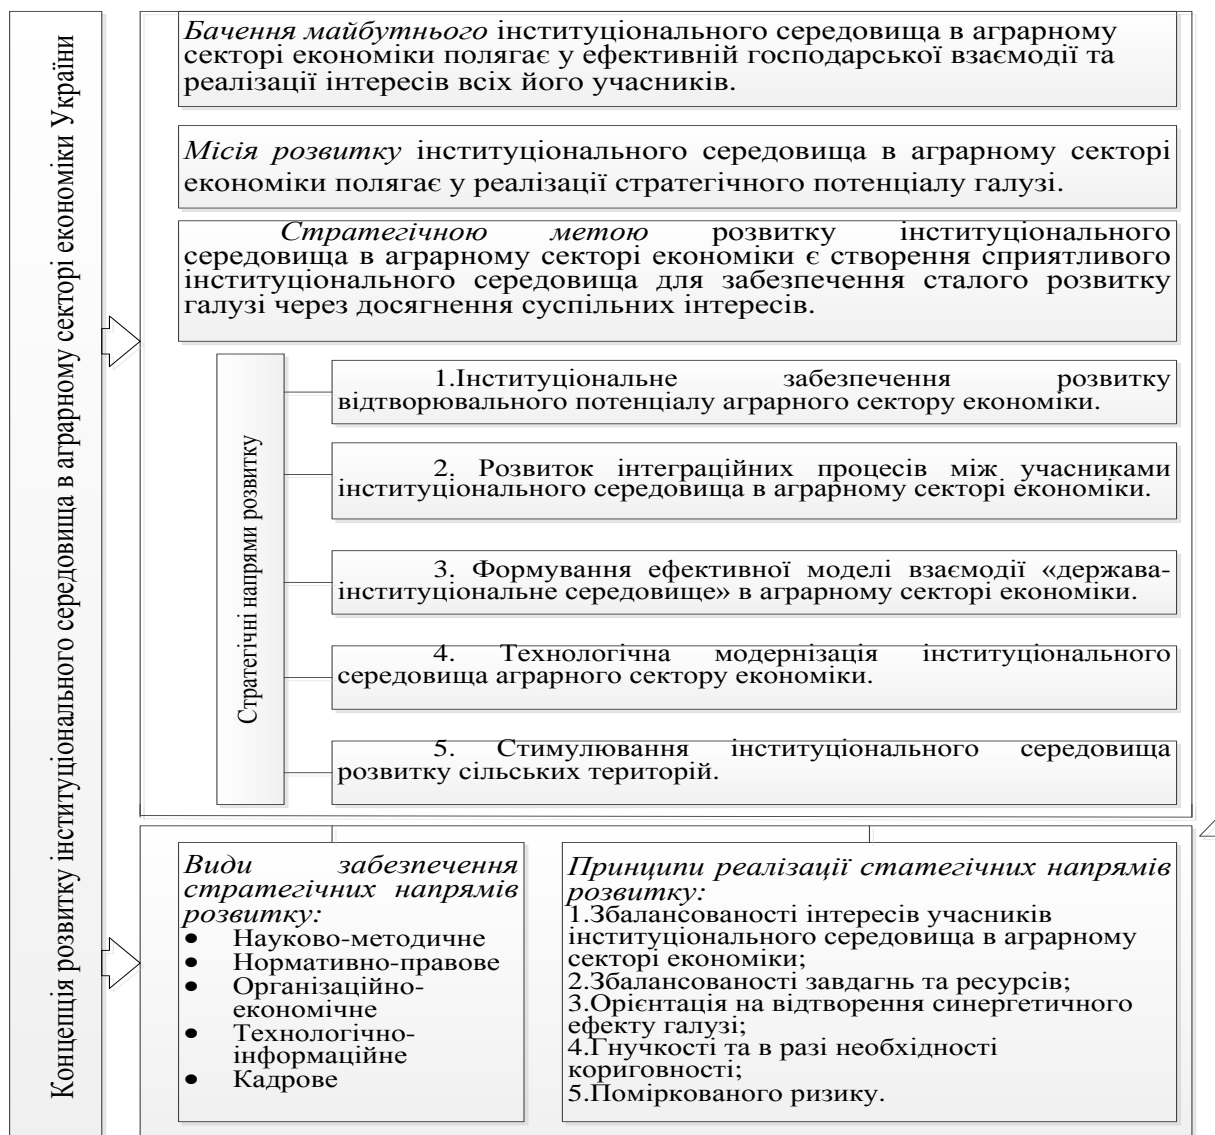 Концепція розвитку інституціонального середовища в аграрному секторі економіки України
Бачення майбутнього інституціонального середовища в аграрному
секторі економіки полягає у ефективній господарської взаємодії та
реалізації інтересів всіх його учасників.
Місія розвитку інституціонального середовища в аграрному секторі
економіки полягає у реалізації стратегічного потенціалу галузі.
Стратегічною метою розвитку інституціонального
середовища в аграрному секторі економіки є створення сприятливого
інституціонального середовища для забезпечення сталого розвитку
галузі через досягнення суспільних інтересів.
Стратегічні напрями розвитку
1.Інституціональне забезпечення розвитку
відтворювального потенціалу аграрного сектору економіки.
2. Розвиток інтеграційних процесів між учасниками
інституціонального середовища в аграрному секторі економіки.
3. Формування ефективної моделі взаємодії «держава-
інституціональне середовище» в аграрному секторі економіки.
4. Технологічна модернізація інституціонального
середовища аграрного сектору економіки.
5. Стимулювання інституціонального середовища
розвитку сільських територій.
Види забезпечення
стратегічних напрямів
розвитку:
• Науково-методичне
• Нормативно-правове
• Організаційно-
економічне
• Технологічно-
інформаційне
• Кадрове
Принципи реалізації статегічних напрямів
розвитку:
1.Збалансованості інтересів учасників
інституціонального середовища в аграрному
секторі економіки;
2.Збалансованості завдагнь та ресурсів;
3.Орієнтація на відтворення синергетичного
ефекту галузі;
4.Гнучкості та в разі необхідності
кориговності;
5.Поміркованого ризику.